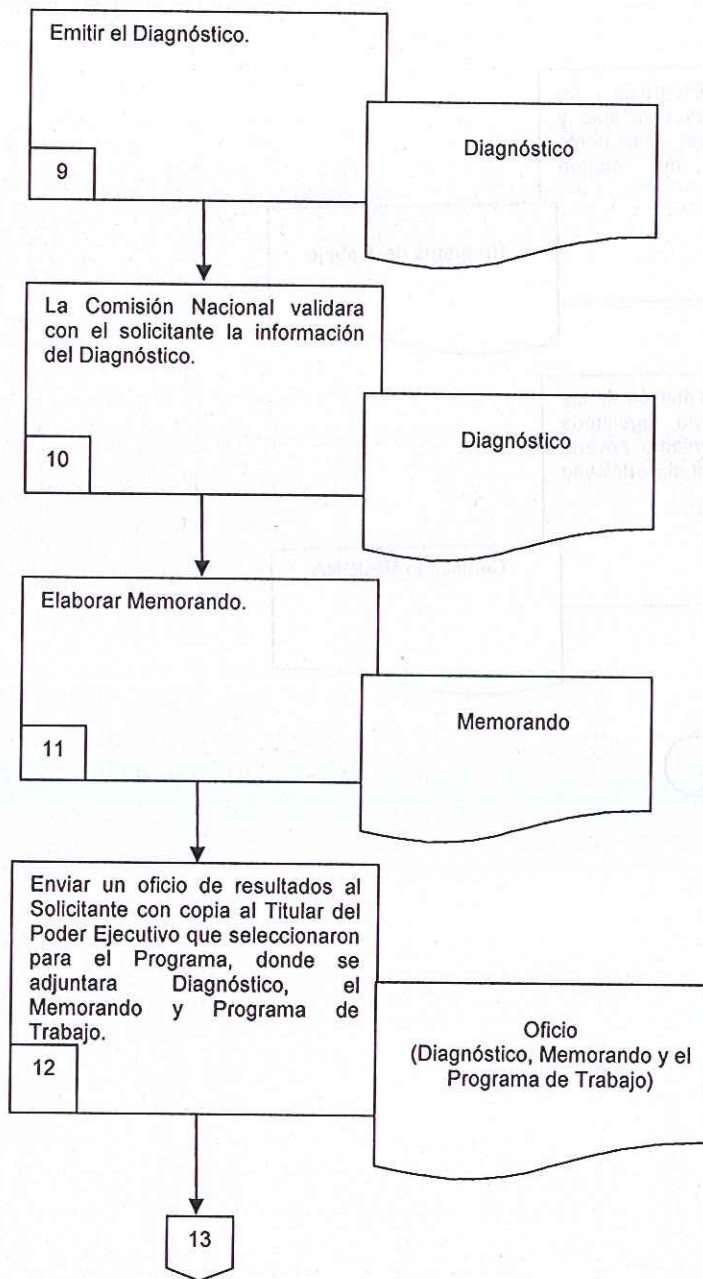 Emitir el Diagnóstico.
9
Diagnóstico
La Comisión Nacional validara
con el solicitante la información
del Diagnóstico.
10
Diagnóstico
Elaborar Memorando.
11
Memorando
Enviar un oficio de resultados al
Solicitante con copia al Titular del
Poder Ejecutivo que seleccionaron
para el Programa, donde se
adjuntara Diagnóstico, el
Memorando y Programa de
Trabajo.
12
Oficio
(Diagnóstico, Memorando y el
Programa de Trabajo)
13